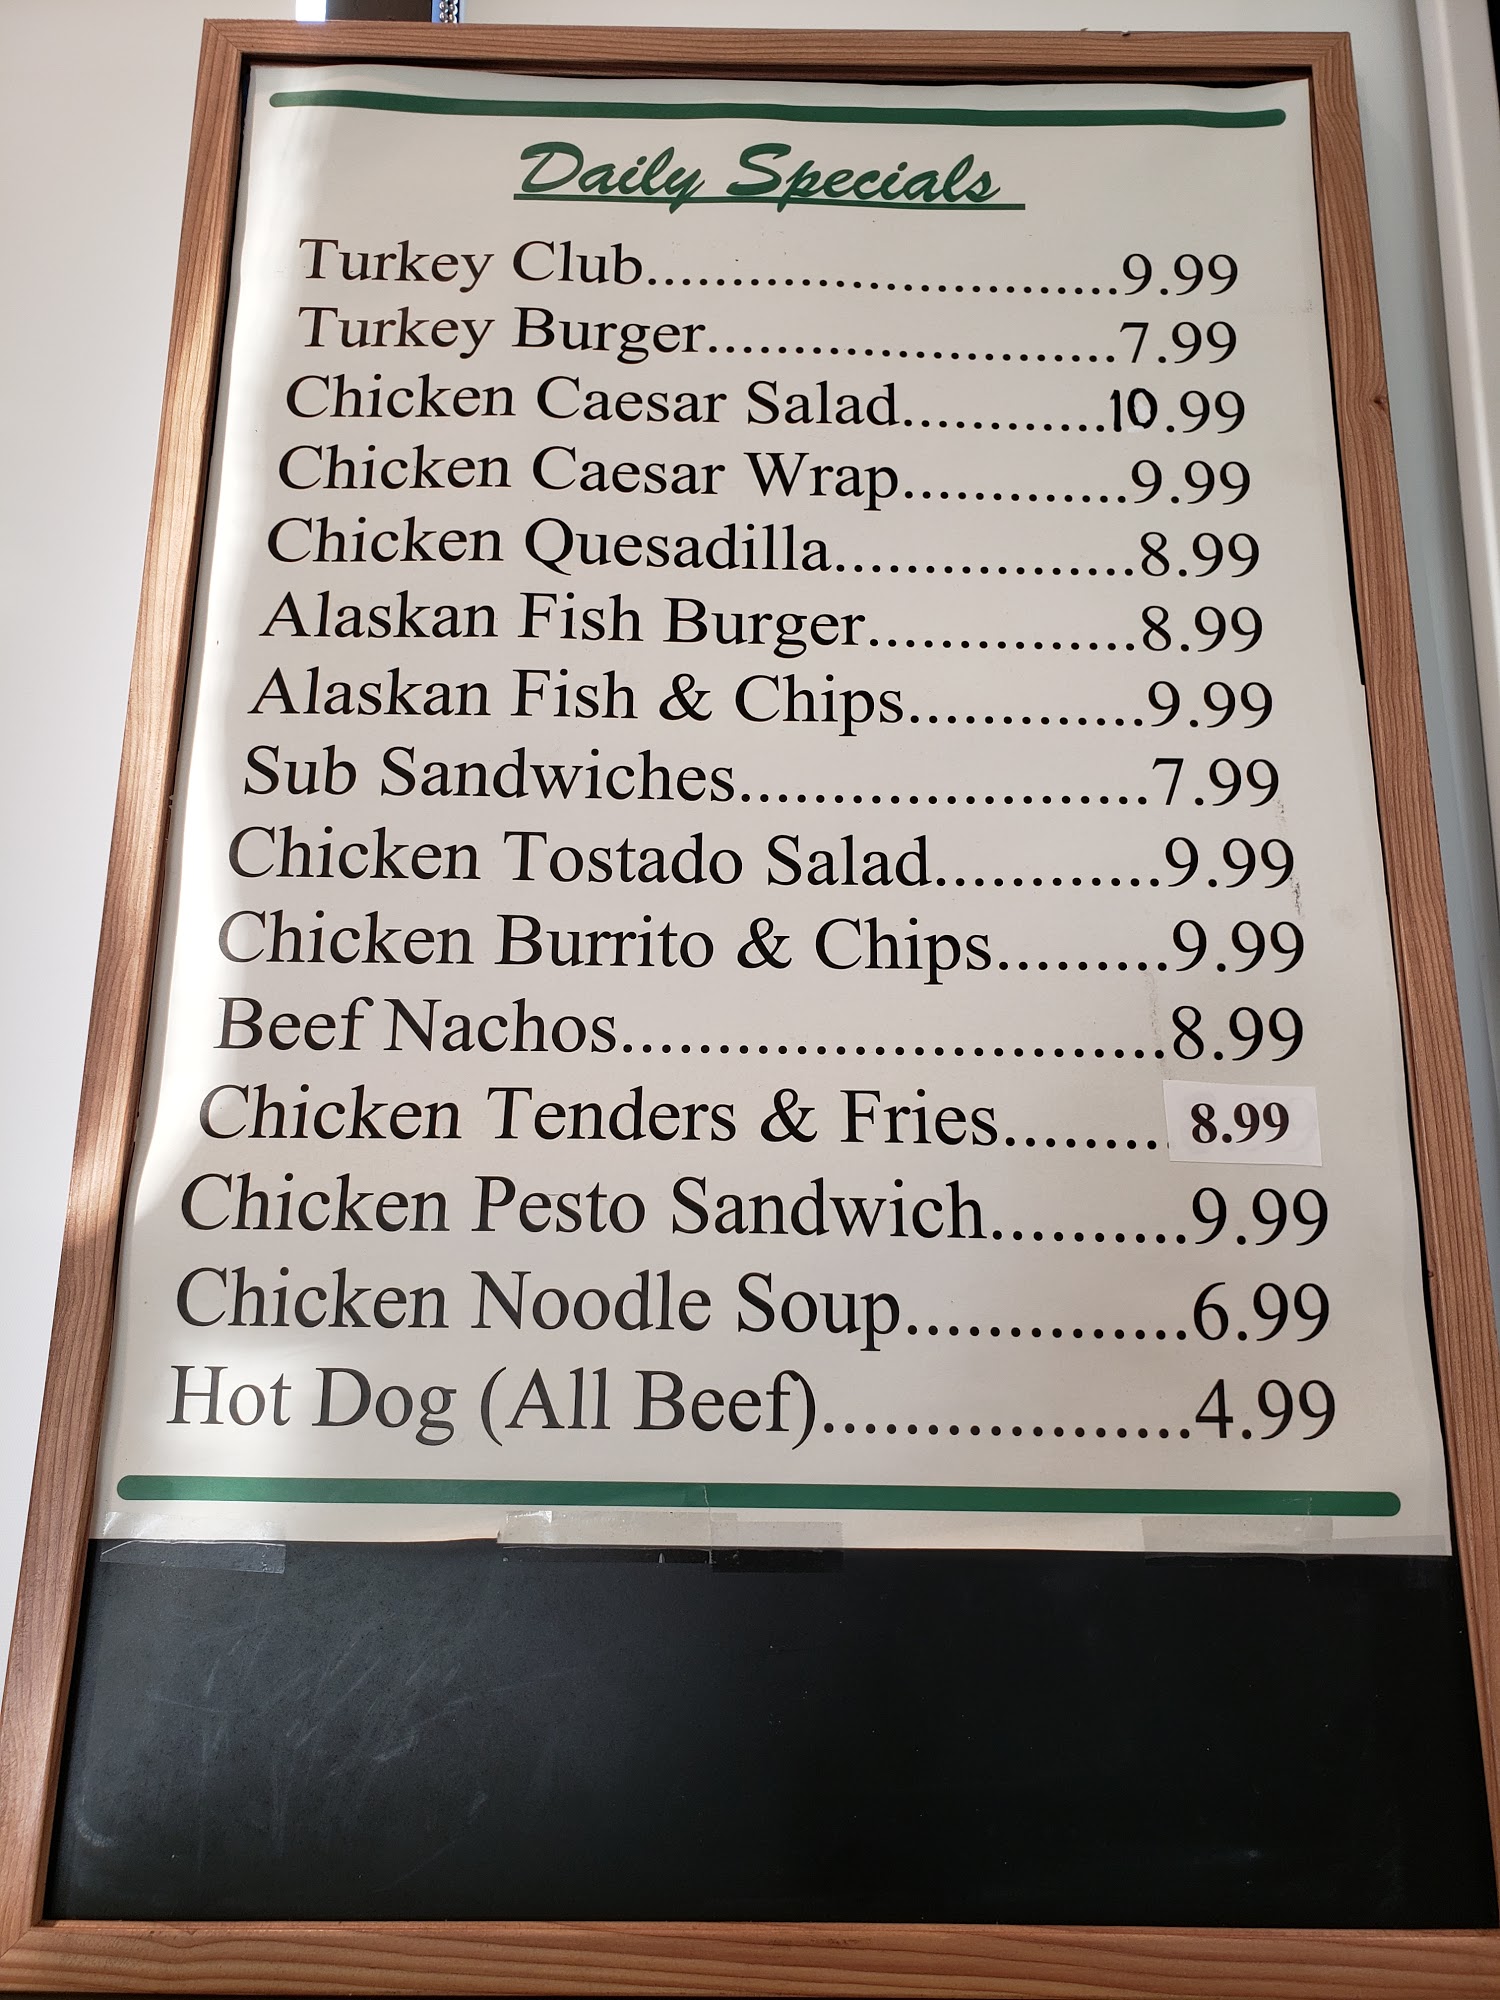 Daily Specials
Turkey Club............................9.99
Turkey Burger........................7.99
Chicken Caesar Salad............10.99
Chicken Caesar Wrap.............9.99
Chicken Quesadilla.................8.99
Alaskan Fish Burger...............8.99
Alaskan Fish & Chips.............9.99
Sub Sandwiches.......................7.99
Chicken Tostado Salad............9.99
Chicken Burrito & Chips.........9.99
Beef Nachos............................8.99
Chicken Tenders & Fries.........8.99
Chicken Pesto Sandwich..........9.99
Chicken Noodle Soup..............6.99
Hot Dog (All Beef)..................4.99